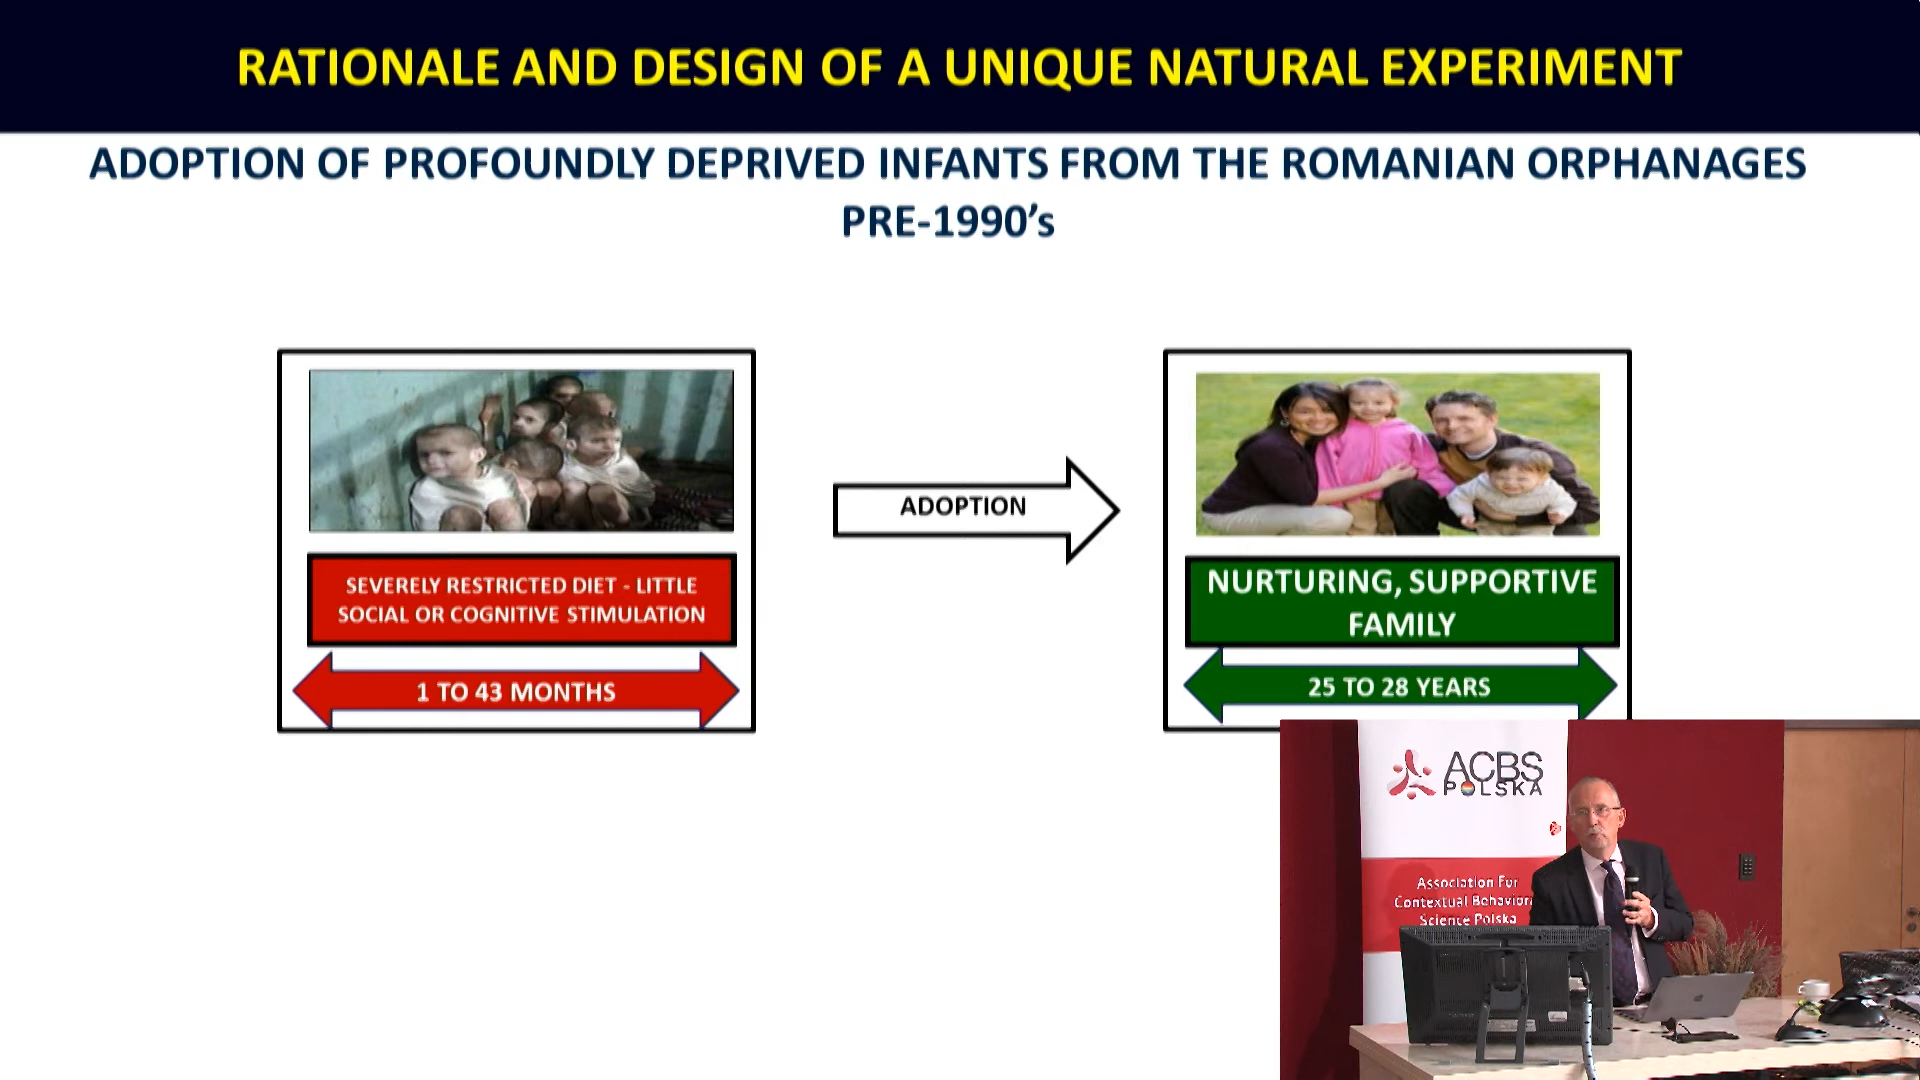 RATIONALE AND DESIGN OF A UNIQUE NATURAL EXPERIMENT
ADOPTION OF PROFOUNDLY DEPRIVED INFANTS FROM THE ROMANIAN ORPHANAGES
PRE-1990's
SEVERELY RESTRICTED DIET - LITTLE
SOCIAL OR COGNITIVE STIMULATION
1 TO 43 MONTHS
ADOPTION
NURTURING, SUPPORTIVE
FAMILY
25 TO 28 YEARS
ACBS
POLSKA
Association For
Contextual Behaviora
Science Polska